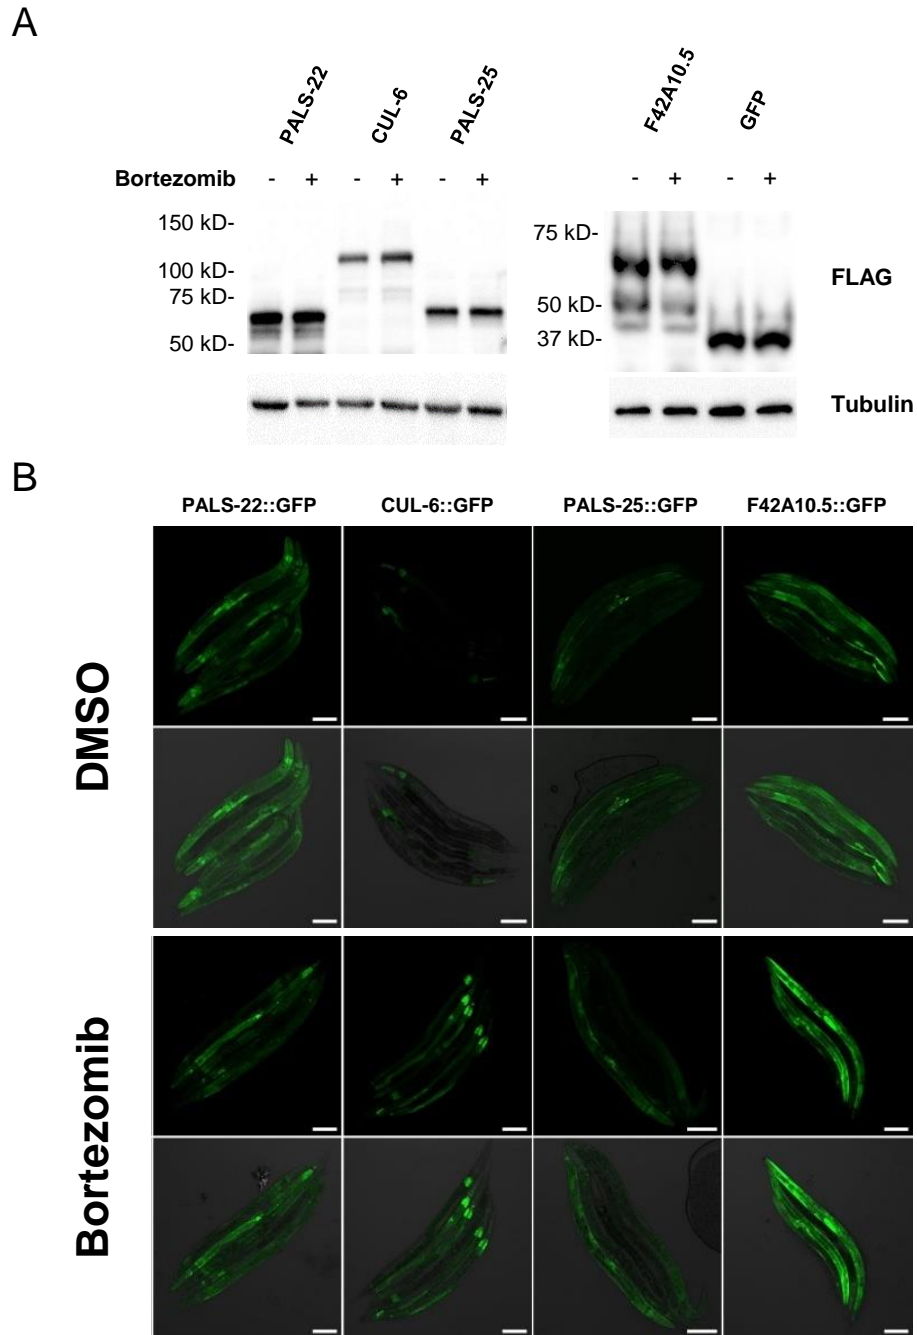 A
PALS-22 CUL-6 PALS-25 F42A10.5 GFP
Bortezomib - + - + - + - + - +
150 kD-
100 kD-
75 kD-
50 kD-
75 kD-
50 kD-
37 kD-
FLAG
Tubulin
B
PALS-22::GFP CUL-6::GFP PALS-25::GFP F42A10.5::GFP
DMSO
Bortezomib